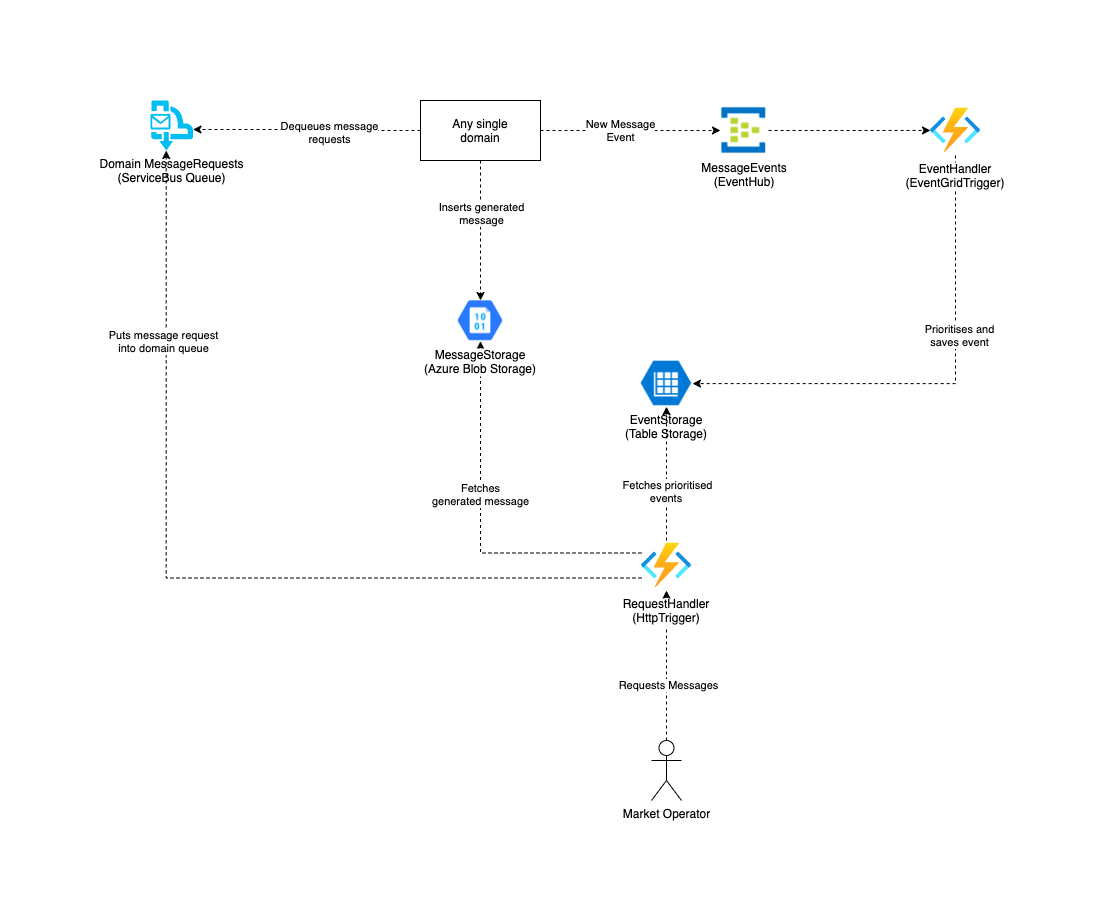 Dequeues message
requests
Any single
domain
New Message
Event
Domain MessageRequests
(ServiceBus Queue)
MessageEvents
(EventHub)
EventHandler
(EventGridTrigger)
Inserts generated
message
10
01
Puts message request
into domain queue
Prioritises and
saves event
MessageStorage
(Azure Blob Storage)
EventStorage
(Table Storage)
Fetches
generated message
Fetches prioritised
events
RequestHandler
(HttpTrigger)
Requests Messages
Market Operator